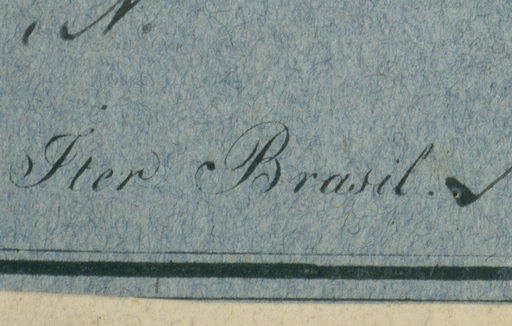 N.
Iter Brasil.